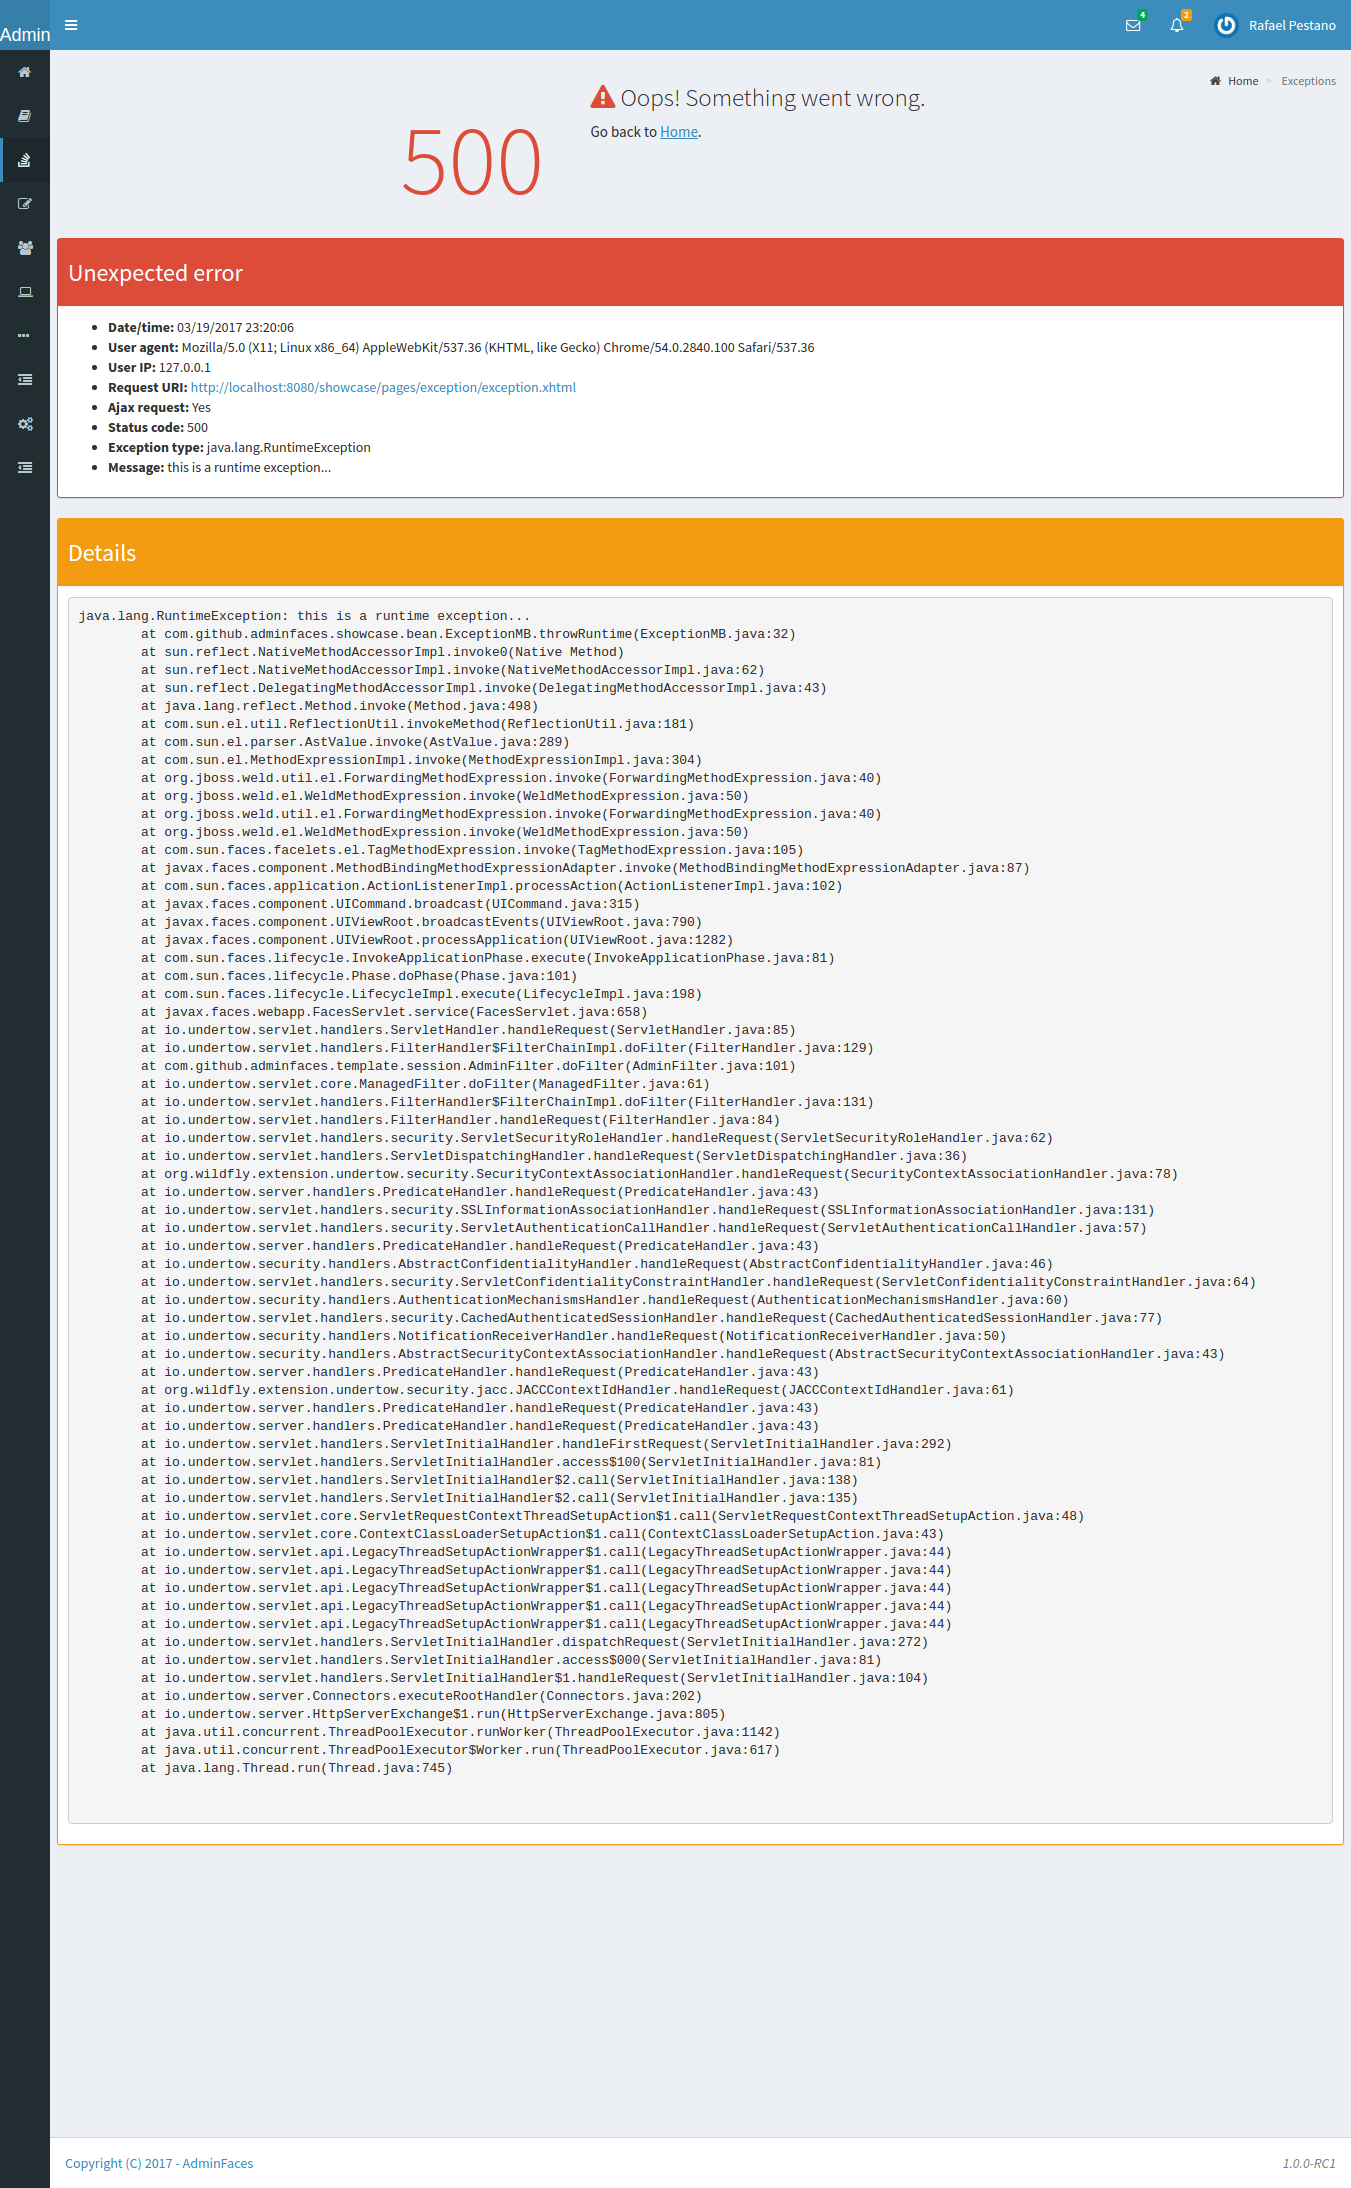 Admin
4
2
Rafael Pestano
Home > Exceptions
Oops! Something went wrong.
Go back to Home.
500
Unexpected error
Date/time: 03/19/2017 23:20:06
User agent: Mozilla/5.0 (X11; Linux x86_64) AppleWebKit/537.36 (KHTML, like Gecko) Chrome/54.0.2840.100 Safari/537.36
User IP: 127.0.0.1
Request URI: http://localhost:8080/showcase/pages/exception/exception.xhtml
Ajax request: Yes
Status code: 500
Exception type: java.lang.RuntimeException
Message: this is a runtime exception...
Details
java.lang.RuntimeException: this is a runtime exception...
at com.github.adminfaces.showcase.bean.ExceptionMB.throwRuntime(ExceptionMB.java:32)
at sun.reflect.NativeMethodAccessorImpl.invoke0(Native Method)
at sun.reflect.NativeMethodAccessorImpl.invoke(NativeMethodAccessorImpl.java:62)
at sun.reflect.DelegatingMethodAccessorImpl.invoke(DelegatingMethodAccessorImpl.java:43)
at java.lang.reflect.Method.invoke(Method.java:498)
at com.sun.el.util.ReflectionUtil.invokeMethod(ReflectionUtil.java:181)
at com.sun.el.parser.AstValue.invoke(AstValue.java:289)
at com.sun.el.MethodExpressionImpl.invoke(MethodExpressionImpl.java:304)
at org.jboss.weld.util.el.ForwardingMethodExpression.invoke(ForwardingMethodExpression.java:40)
at org.jboss.weld.el.WeldMethodExpression.invoke(WeldMethodExpression.java:50)
at org.jboss.weld.util.el.ForwardingMethodExpression.invoke(ForwardingMethodExpression.java:40)
at org.jboss.weld.el.WeldMethodExpression.invoke(WeldMethodExpression.java:50)
at com.sun.faces.facelets.el.TagMethodExpression.invoke(TagMethodExpression.java:105)
at javax.faces.component.MethodBindingMethodExpressionAdapter.invoke(MethodBindingMethodExpressionAdapter.java:87)
at com.sun.faces.application.ActionListenerImpl.processAction(ActionListenerImpl.java:102)
at javax.faces.component.UICommand.broadcast(UICommand.java:315)
at javax.faces.component.UIViewRoot.broadcastEvents(UIViewRoot.java:790)
at javax.faces.component.UIViewRoot.processApplication(UIViewRoot.java:1282)
at com.sun.faces.lifecycle.InvokeApplicationPhase.execute(InvokeApplicationPhase.java:81)
at com.sun.faces.lifecycle.Phase.doPhase(Phase.java:101)
at com.sun.faces.lifecycle.LifecycleImpl.execute(LifecycleImpl.java:198)
at javax.faces.webapp.FacesServlet.service(FacesServlet.java:658)
at io.undertow.servlet.handlers.ServletHandler.handleRequest(ServletHandler.java:85)
at io.undertow.servlet.handlers.FilterHandler$FilterChainImpl.doFilter(FilterHandler.java:129)
at com.github.adminfaces.template.session.AdminFilter.doFilter(AdminFilter.java:101)
at io.undertow.servlet.core.ManagedFilter.doFilter(ManagedFilter.java:61)
at io.undertow.servlet.handlers.FilterHandler$FilterChainImpl.doFilter(FilterHandler.java:131)
at io.undertow.servlet.handlers.FilterHandler.handleRequest(FilterHandler.java:84)
at io.undertow.servlet.handlers.security.ServletSecurityRoleHandler.handleRequest(ServletSecurityRoleHandler.java:62)
at io.undertow.servlet.handlers.ServletDispatchingHandler.handleRequest(ServletDispatchingHandler.java:36)
at org.wildfly.extension.undertow.security.SecurityContextAssociationHandler.handleRequest(SecurityContextAssociationHandler.java:78)
at io.undertow.server.handlers.PredicateHandler.handleRequest(PredicateHandler.java:43)
at io.undertow.servlet.handlers.security.SSLInformationAssociationHandler.handleRequest(SSLInformationAssociationHandler.java:131)
at io.undertow.servlet.handlers.security.ServletAuthenticationCallHandler.handleRequest(ServletAuthenticationCallHandler.java:57)
at io.undertow.server.handlers.PredicateHandler.handleRequest(PredicateHandler.java:43)
at io.undertow.security.handlers.AbstractConfidentialityHandler.handleRequest(AbstractConfidentialityHandler.java:46)
at io.undertow.servlet.handlers.security.ServletConfidentialityConstraintHandler.handleRequest(ServletConfidentialityConstraintHandler.java:64)
at io.undertow.security.handlers.AuthenticationMechanismsHandler.handleRequest(AuthenticationMechanismsHandler.java:60)
at io.undertow.servlet.handlers.security.CachedAuthenticatedSessionHandler.handleRequest(CachedAuthenticatedSessionHandler.java:77)
at io.undertow.security.handlers.NotificationReceiverHandler.handleRequest(NotificationReceiverHandler.java:50)
at io.undertow.security.handlers.AbstractSecurityContextAssociationHandler.handleRequest(AbstractSecurityContextAssociationHandler.java:43)
at io.undertow.server.handlers.PredicateHandler.handleRequest(PredicateHandler.java:43)
at org.wildfly.extension.undertow.security.jacc.JACCContextIdHandler.handleRequest(JACCContextIdHandler.java:61)
at io.undertow.server.handlers.PredicateHandler.handleRequest(PredicateHandler.java:43)
at io.undertow.server.handlers.PredicateHandler.handleRequest(PredicateHandler.java:43)
at io.undertow.servlet.handlers.ServletInitialHandler.handleFirstRequest(ServletInitialHandler.java:292)
at io.undertow.servlet.handlers.ServletInitialHandler.access$100(ServletInitialHandler.java:81)
at io.undertow.servlet.handlers.ServletInitialHandler$2.call(ServletInitialHandler.java:138)
at io.undertow.servlet.handlers.ServletInitialHandler$2.call(ServletInitialHandler.java:135)
at io.undertow.servlet.core.ServletRequestContextThreadSetupAction$1.call(ServletRequestContextThreadSetupAction.java:48)
at io.undertow.servlet.core.ContextClassLoaderSetupAction$1.call(ContextClassLoaderSetupAction.java:43)
at io.undertow.servlet.api.LegacyThreadSetupActionWrapper$1.call(LegacyThreadSetupActionWrapper.java:44)
at io.undertow.servlet.api.LegacyThreadSetupActionWrapper$1.call(LegacyThreadSetupActionWrapper.java:44)
at io.undertow.servlet.api.LegacyThreadSetupActionWrapper$1.call(LegacyThreadSetupActionWrapper.java:44)
at io.undertow.servlet.api.LegacyThreadSetupActionWrapper$1.call(LegacyThreadSetupActionWrapper.java:44)
at io.undertow.servlet.api.LegacyThreadSetupActionWrapper$1.call(LegacyThreadSetupActionWrapper.java:44)
at io.undertow.servlet.handlers.ServletInitialHandler.dispatchRequest(ServletInitialHandler.java:272)
at io.undertow.servlet.handlers.ServletInitialHandler.access$000(ServletInitialHandler.java:81)
at io.undertow.servlet.handlers.ServletInitialHandler$1.handleRequest(ServletInitialHandler.java:104)
at io.undertow.server.Connectors.executeRootHandler(Connectors.java:202)
at io.undertow.server.HttpServerExchange$1.run(HttpServerExchange.java:805)
at java.util.concurrent.ThreadPoolExecutor.runWorker(ThreadPoolExecutor.java:1142)
at java.util.concurrent.ThreadPoolExecutor$Worker.run(ThreadPoolExecutor.java:617)
at java.lang.Thread.run(Thread.java:745)
Copyright (C) 2017 - AdminFaces
1.0.0-RC1